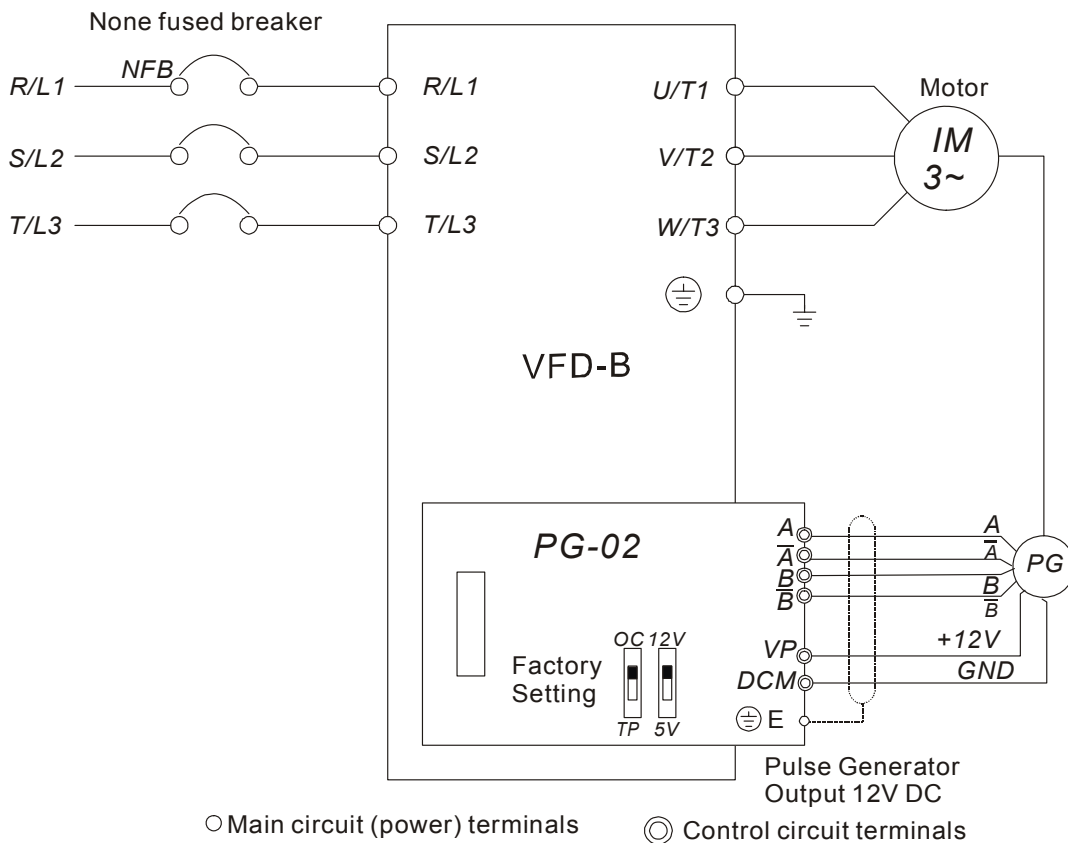 None fused breaker
R/L1 NFB R/L1 U/T1 Motor
S/L2 S/L2 V/T2 IM
3~
T/L3 T/L3 W/T3
VFD-B
PG-02
A A
A̅ A̅
B B
B̅ B̅
PG
OC 12V
VP +12V
Factory
Setting
DCM GND
TP 5V
E
Pulse Generator
Output 12V DC
Main circuit (power) terminals
Control circuit terminals